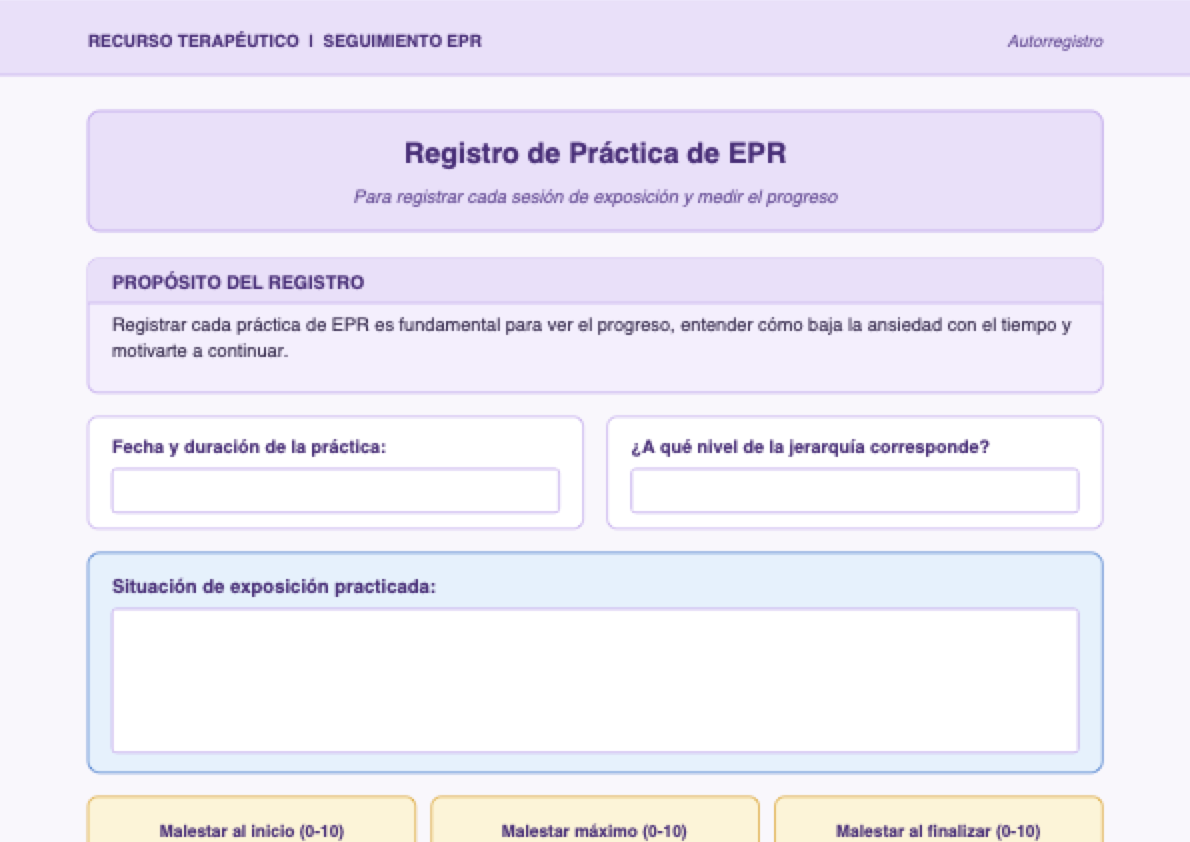 RECURSO TERAPÉUTICO | SEGUIMIENTO EPR
Autorregistro
Registro de Práctica de EPR
Para registrar cada sesión de exposición y medir el progreso
PROPÓSITO DEL REGISTRO
Registrar cada práctica de EPR es fundamental para ver el progreso, entender cómo baja la ansiedad con el tiempo y
motivarte a continuar.
Fecha y duración de la práctica:
¿A qué nivel de la jerarquía corresponde?
Situación de exposición practicada:
Malestar al inicio (0-10)
Malestar máximo (0-10)
Malestar al finalizar (0-10)